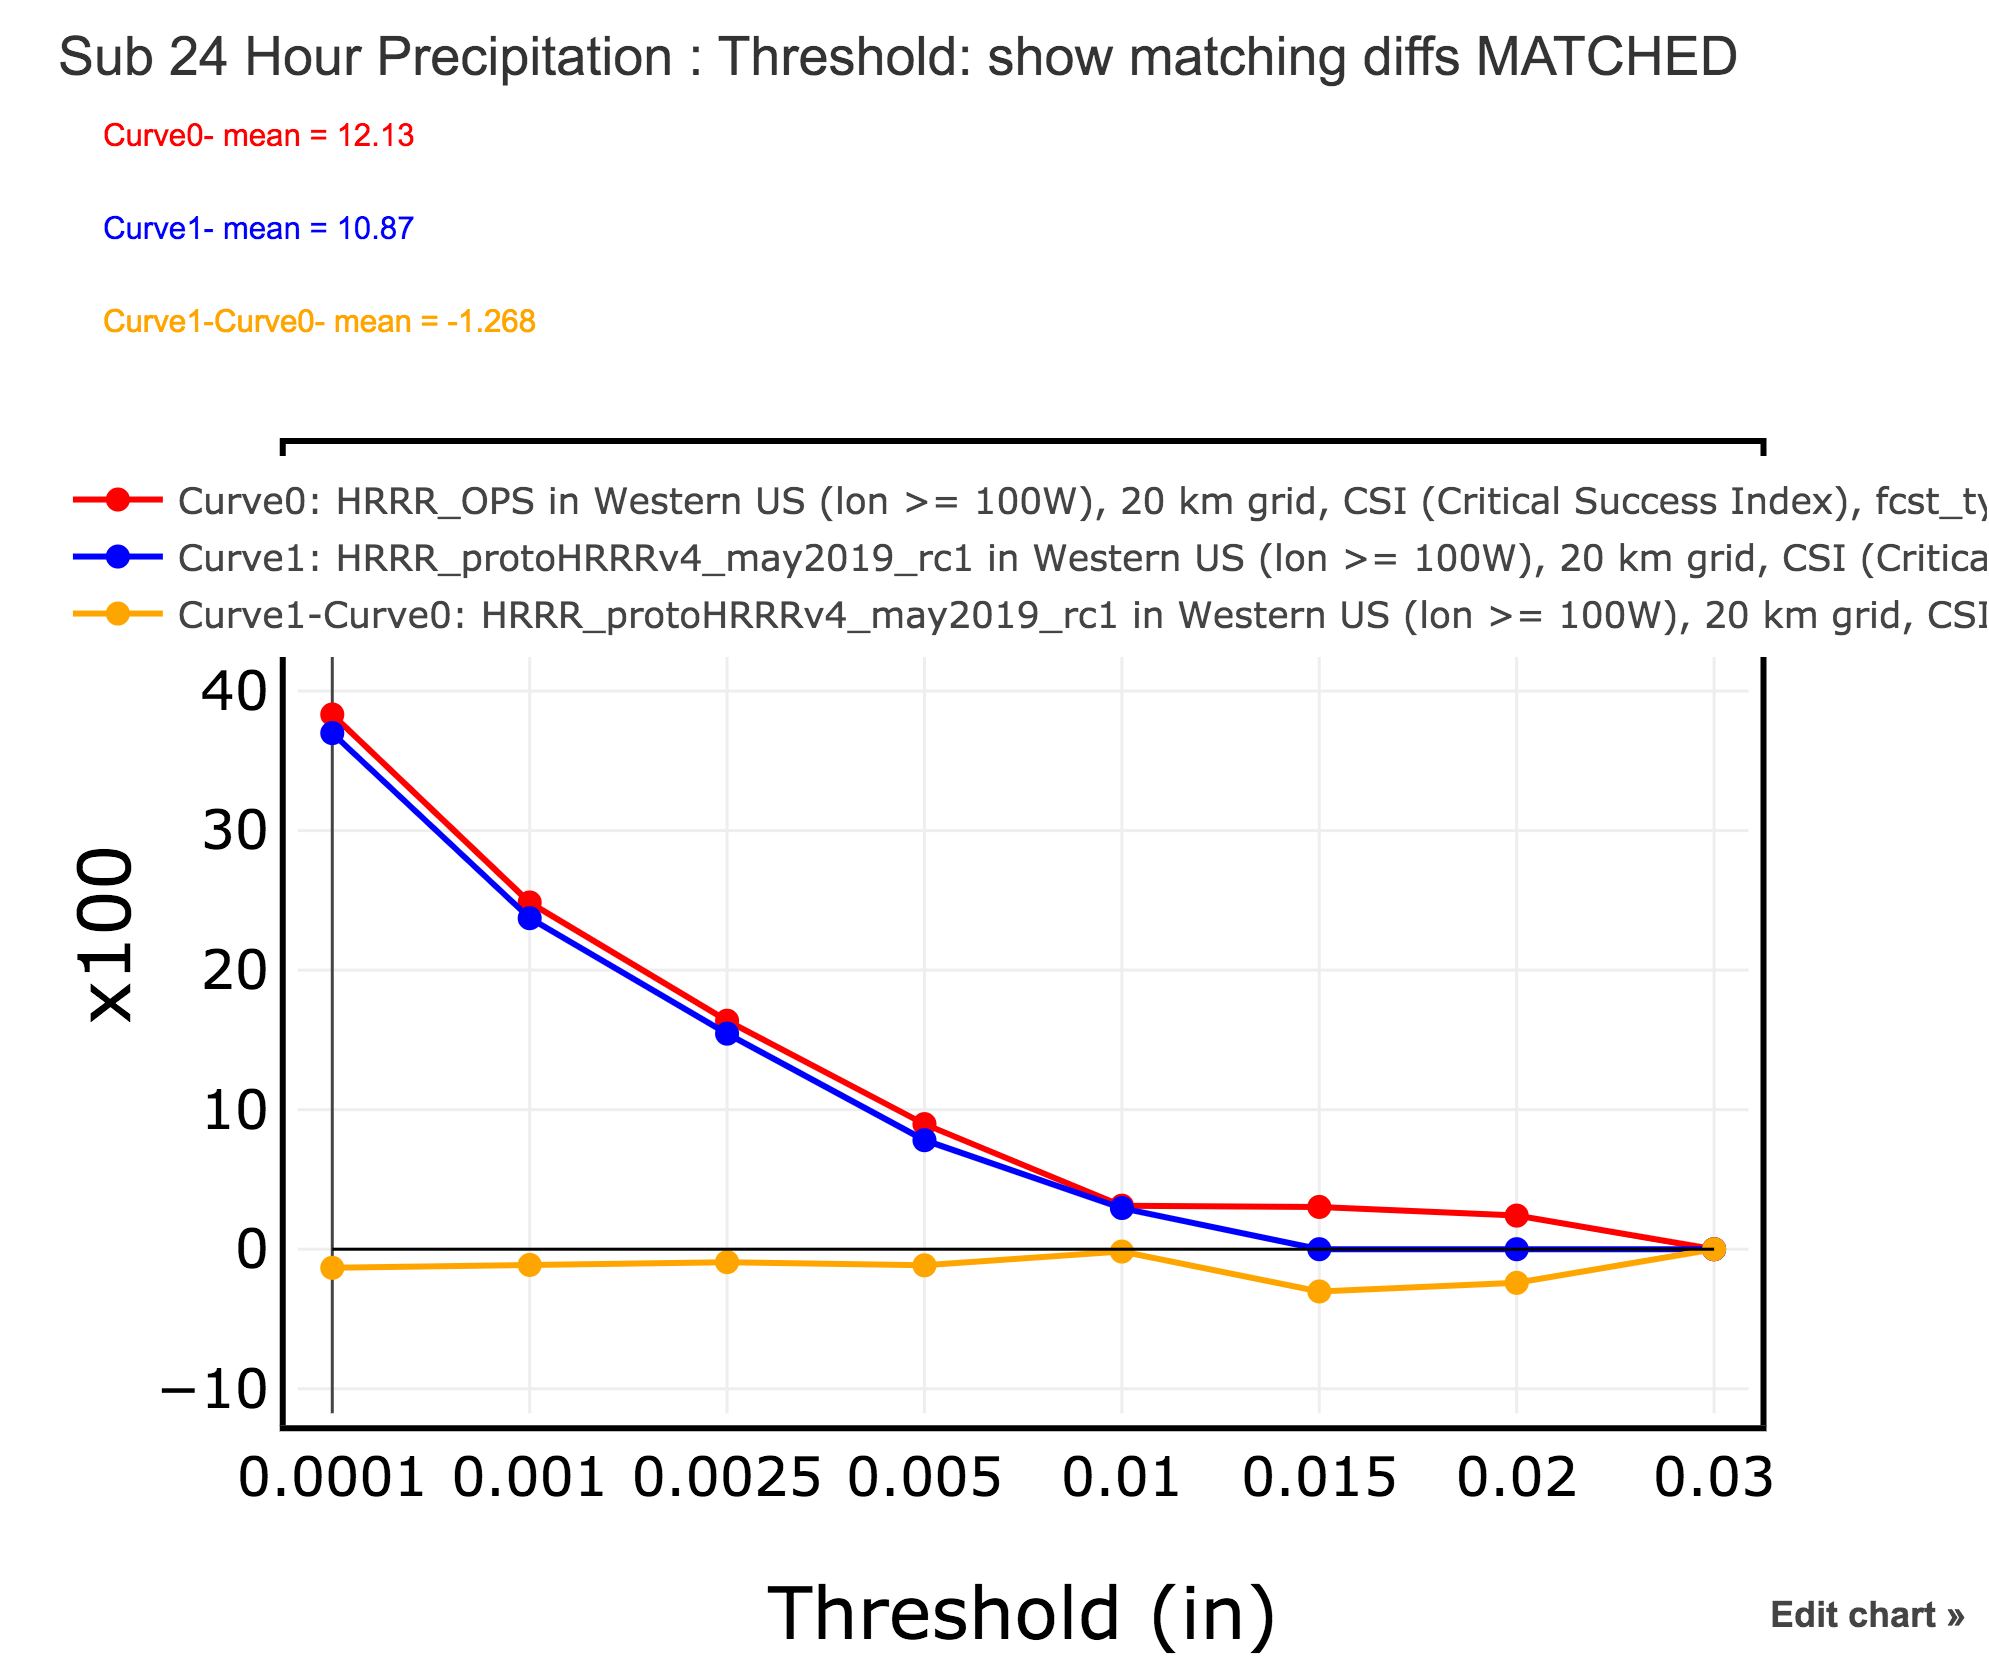 Sub 24 Hour Precipitation : Threshold: show matching diffs MATCHED
Curve0- mean = 12.13
Curve1- mean = 10.87
Curve1-Curve0- mean = -1.268
Curve0: HRRR_OPS in Western US (lon >= 100W), 20 km grid, CSI (Critical Success Index), fcst_ty
Curve1: HRRR_protoHRRRv4_may2019_rc1 in Western US (lon >= 100W), 20 km grid, CSI (Critica
Curve1-Curve0: HRRR_protoHRRRv4_may2019_rc1 in Western US (lon >= 100W), 20 km grid, CSI
40
30
20
10
0
−10
x100
0.0001 0.001 0.0025 0.005 0.01 0.015 0.02 0.03
Threshold (in)
Edit chart »